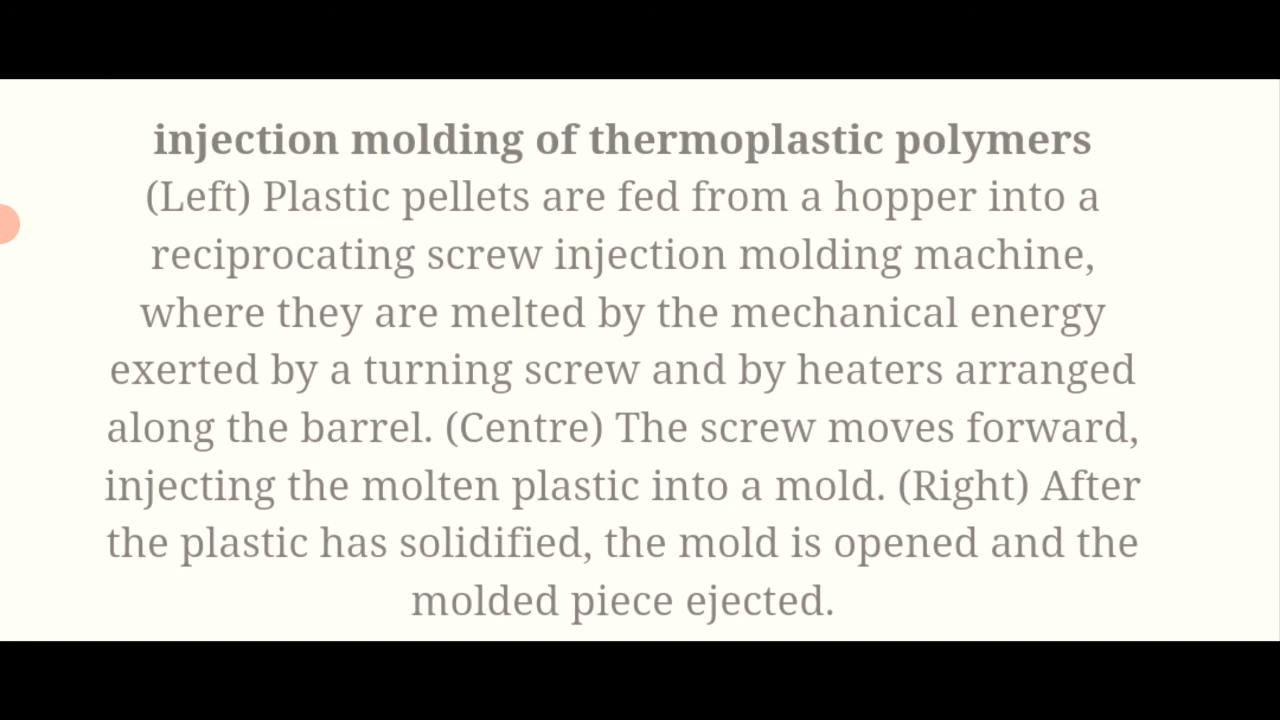 injection molding of thermoplastic polymers
(Left) Plastic pellets are fed from a hopper into a
reciprocating screw injection molding machine,
where they are melted by the mechanical energy
exerted by a turning screw and by heaters arranged
along the barrel. (Centre) The screw moves forward,
injecting the molten plastic into a mold. (Right) After
the plastic has solidified, the mold is opened and the
molded piece ejected.